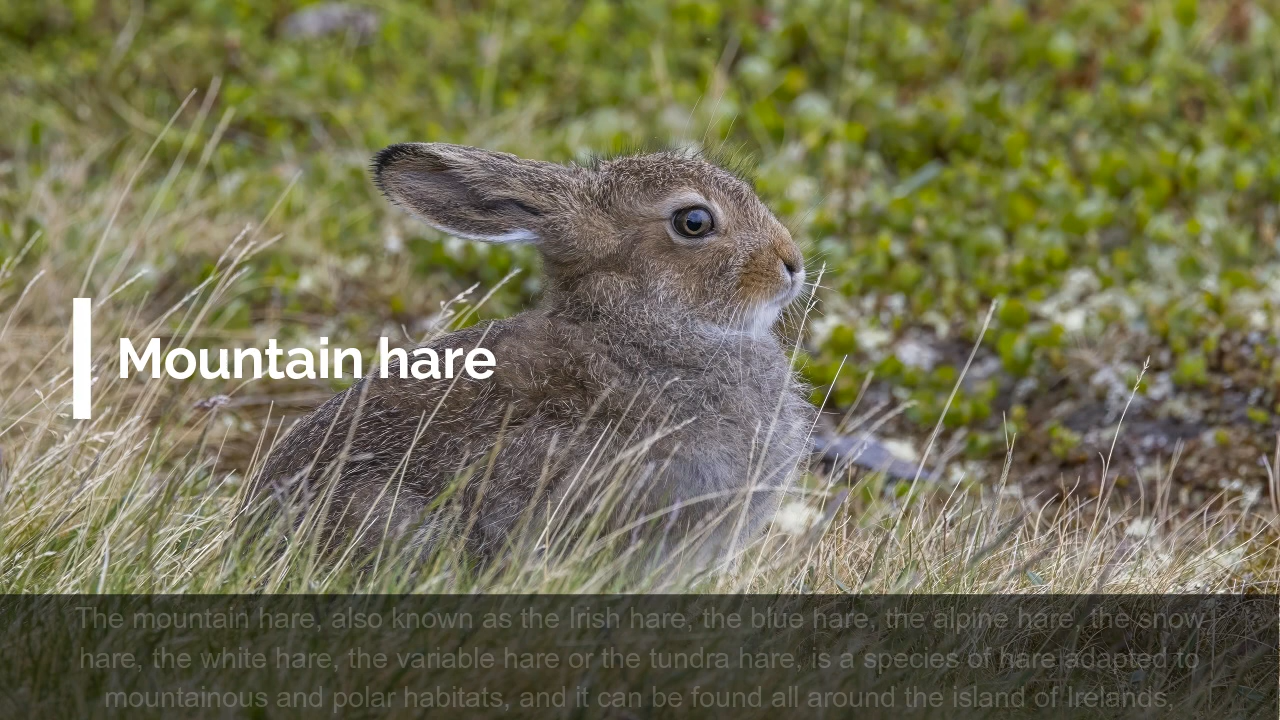 Mountain hare
The mountain hare, also known as the Irish hare, the blue hare, the alpine hare, the snow
hare, the white hare, the variable hare or the tundra hare, is a species of hare adapted to
mountainous and polar habitats, and it can be found all around the island of Irelands,